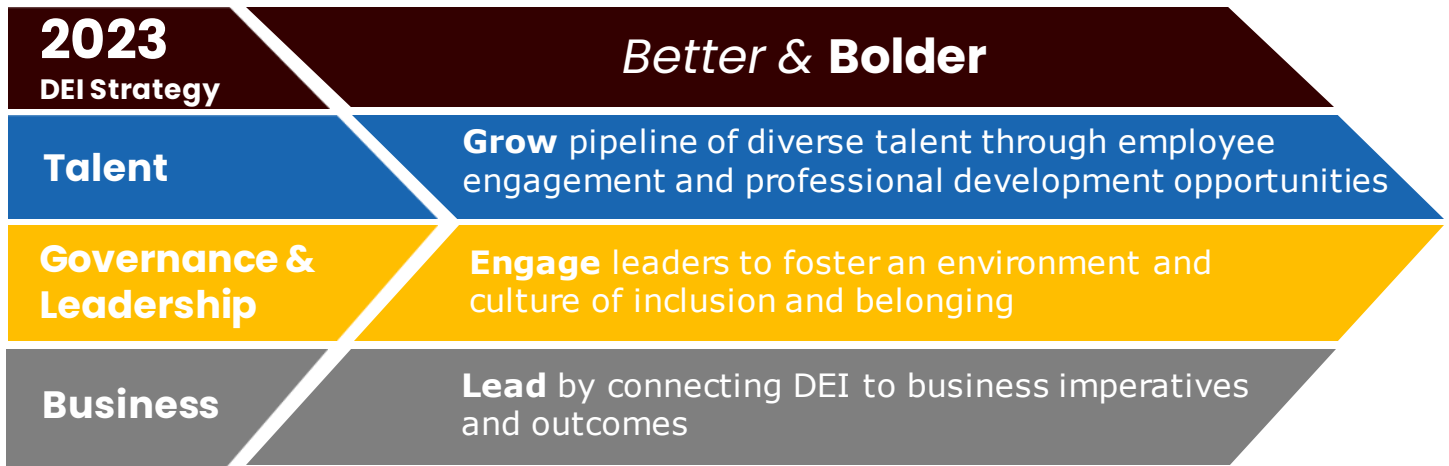 2023
DEI Strategy
Better & Bolder
Talent
Grow pipeline of diverse talent through employee
engagement and professional development opportunities
Governance &
Leadership
Engage leaders to foster an environment and
culture of inclusion and belonging
Business
Lead by connecting DEI to business imperatives
and outcomes